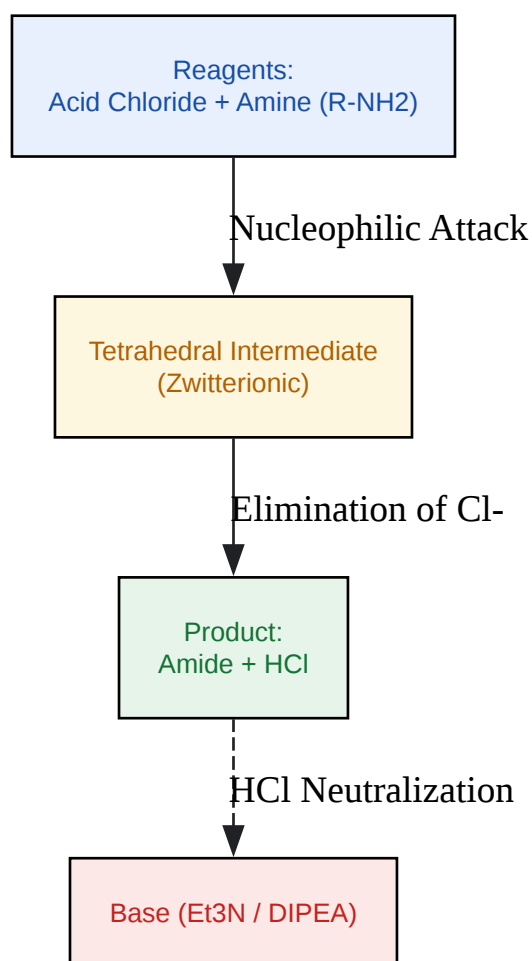 Reagents:
Acid Chloride + Amine (R-NH2)
Nucleophilic Attack
Tetrahedral Intermediate
(Zwitterionic)
Elimination of Cl-
Product:
Amide + HCl
HCl Neutralization
Base (Et3N / DIPEA)